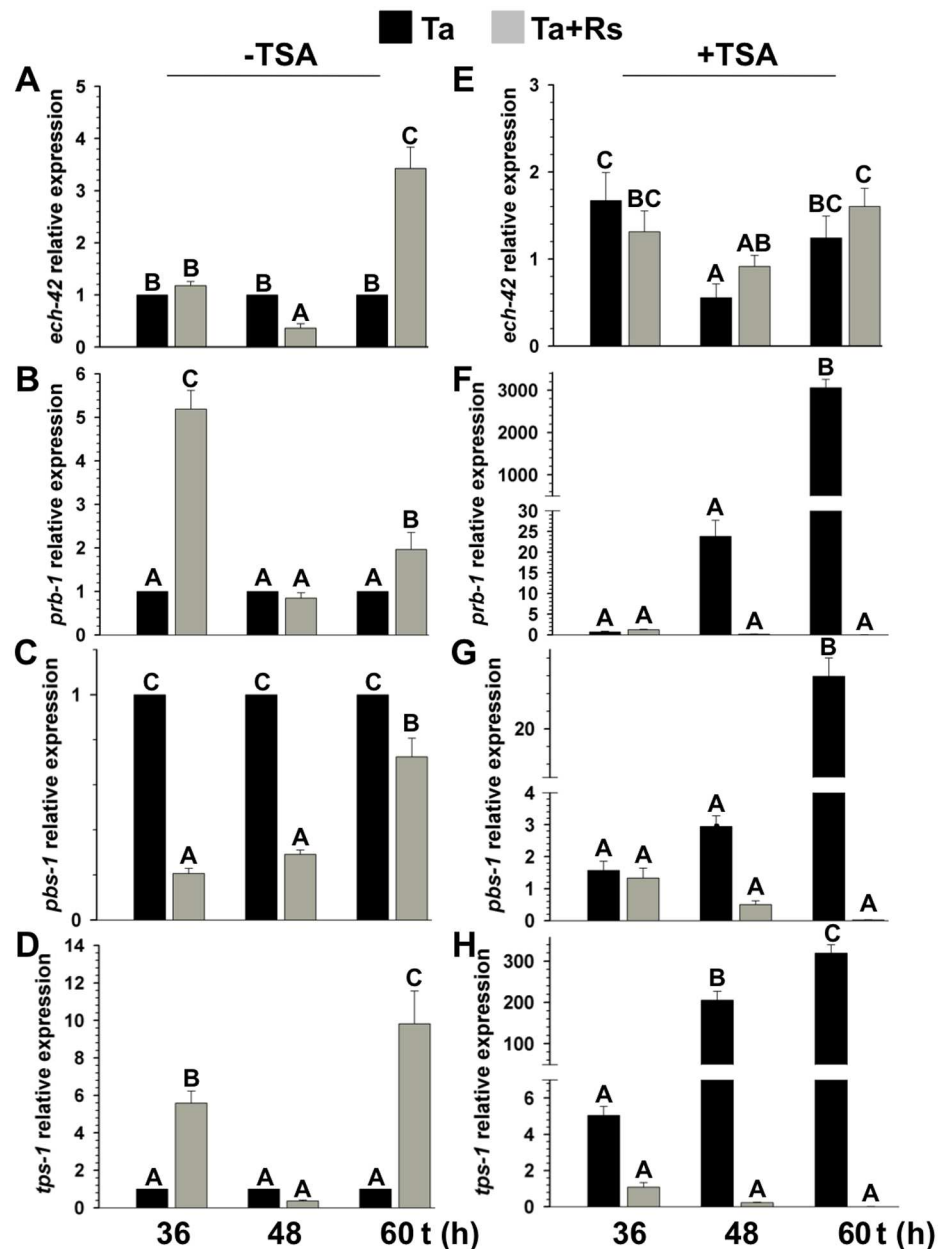 Ta Ta+Rs
-TSA +TSA
A
ech-42 relative expression
5
4
3
2
1
0
B B B A B C
E
ech-42 relative expression
3
2
1
0
C BC A AB BC C
B
prb-1 relative expression
6
5
4
3
2
1
0
A C A A A B
F
prb-1 relative expression
3000
2000
1000
30
25
20
15
10
5
0
A A A A B A
C
pbs-1 relative expression
1
0
C A C A C B
G
pbs-1 relative expression
20
4
3
2
1
0
A A A A B A
D
tps-1 relative expression
14
12
10
8
6
4
2
0
A B A A A C
H
tps-1 relative expression
300
200
100
6
4
2
0
A A B A C A
36 48 60 t (h)
36 48 60 t (h)